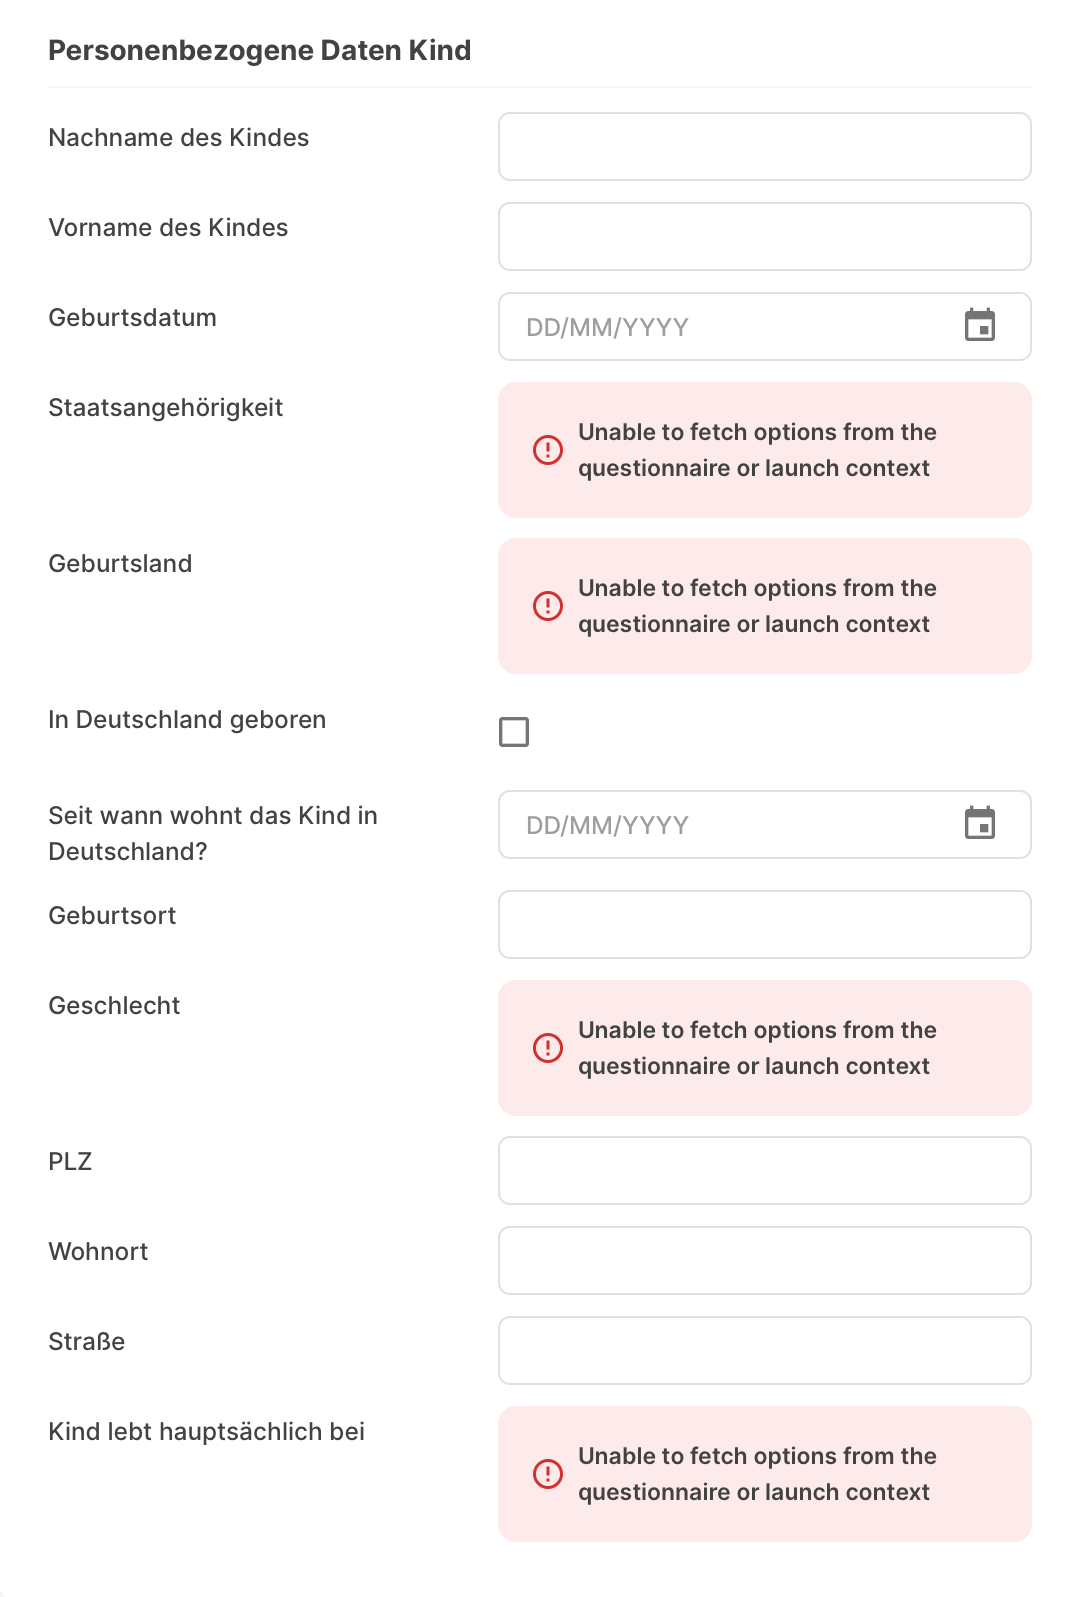 Personenbezogene Daten Kind
Nachname des Kindes
Vorname des Kindes
Geburtsdatum
DD/MM/YYYY
Staatsangehörigkeit
Unable to fetch options from the
questionnaire or launch context
Geburtsland
Unable to fetch options from the
questionnaire or launch context
In Deutschland geboren
Seit wann wohnt das Kind in
Deutschland?
DD/MM/YYYY
Geburtsort
Geschlecht
Unable to fetch options from the
questionnaire or launch context
PLZ
Wohnort
Straße
Kind lebt hauptsächlich bei
Unable to fetch options from the
questionnaire or launch context